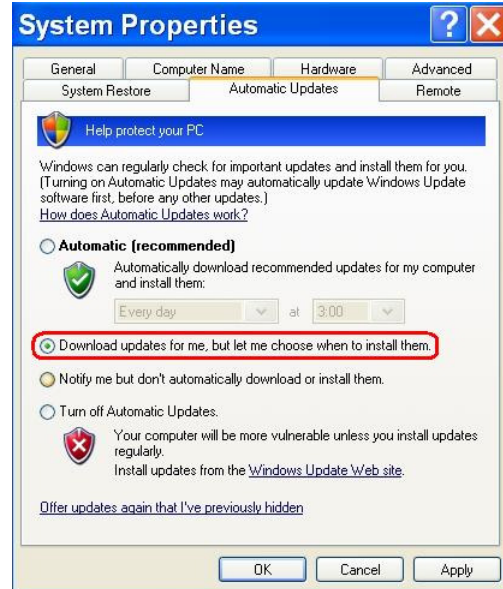 System Properties
General Computer Name Hardware Advanced
System Restore Automatic Updates Remote
Help protect your PC
Windows can regularly check for important updates and install them for you.
(Turning on Automatic Updates may automatically update Windows Update
software first, before any other updates.)
How does Automatic Updates work?
Automatic (recommended)
Automatically download recommended updates for my computer
and install them:
Every day at 3:00
Download updates for me, but let me choose when to install them.
Notify me but don't automatically download or install them.
Turn off Automatic Updates.
Your computer will be more vulnerable unless you install updates
regularly.
Install updates from the Windows Update Web site.
Offer updates again that I've previously hidden
OK Cancel Apply